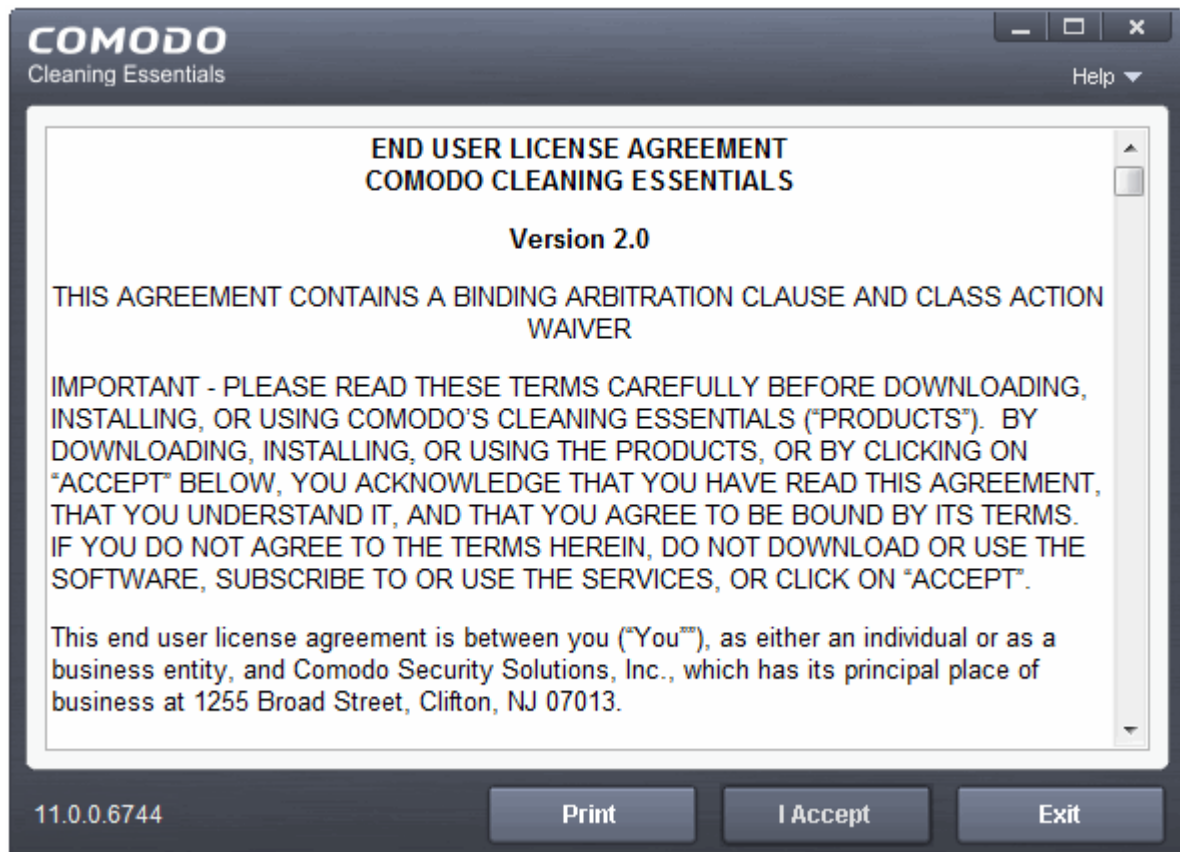 COMODO
Cleaning Essentials
Help
END USER LICENSE AGREEMENT
COMODO CLEANING ESSENTIALS
Version 2.0
THIS AGREEMENT CONTAINS A BINDING ARBITRATION CLAUSE AND CLASS ACTION
WAIVER
IMPORTANT - PLEASE READ THESE TERMS CAREFULLY BEFORE DOWNLOADING,
INSTALLING, OR USING COMODO’S CLEANING ESSENTIALS (“PRODUCTS”).  BY
DOWNLOADING, INSTALLING, OR USING THE PRODUCTS, OR BY CLICKING ON
“ACCEPT” BELOW, YOU ACKNOWLEDGE THAT YOU HAVE READ THIS AGREEMENT,
THAT YOU UNDERSTAND IT, AND THAT YOU AGREE TO BE BOUND BY ITS TERMS.
IF YOU DO NOT AGREE TO THE TERMS HEREIN, DO NOT DOWNLOAD OR USE THE
SOFTWARE, SUBSCRIBE TO OR USE THE SERVICES, OR CLICK ON “ACCEPT”.
This end user license agreement is between you (“You””), as either an individual or as a
business entity, and Comodo Security Solutions, Inc., which has its principal place of
business at 1255 Broad Street, Clifton, NJ 07013.
11.0.0.6744
Print
I Accept
Exit